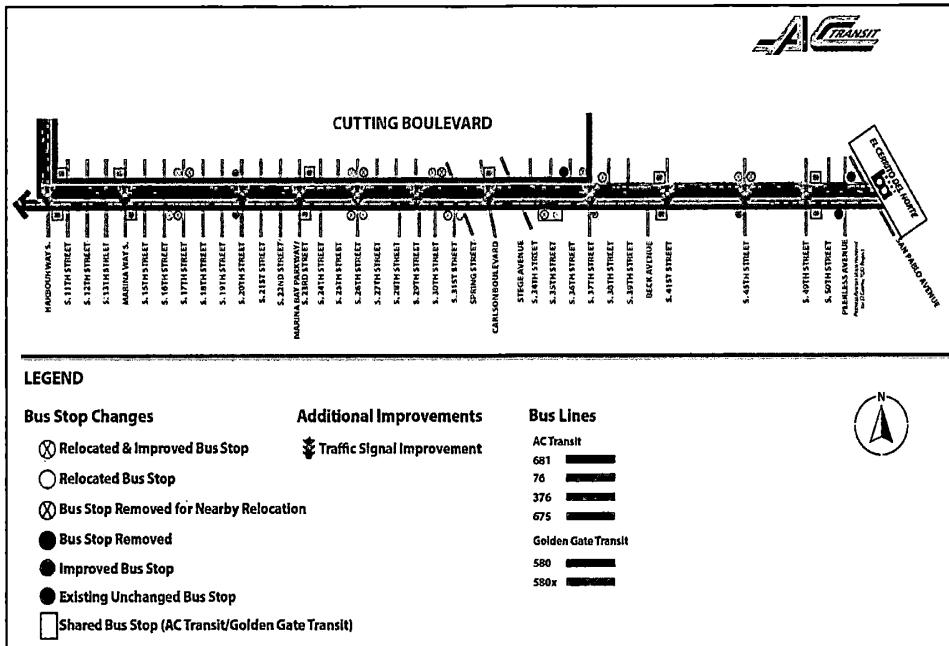 AC TRANSIT
CUTTING BOULEVARD
EL CERRITO DEL NORTE
HARBOUR WAY S.
S. 11TH STREET
S. 12TH STREET
S. 13TH STREET
MARINA WAY S.
S. 15TH STREET
S. 16TH STREET
S. 17TH STREET
S. 18TH STREET
S. 19TH STREET
S. 20TH STREET
S. 21ST STREET
S. 22ND STREET
MARINA BAY PARKWAY/
S. 23RD STREET
S. 24TH STREET
S. 25TH STREET
S. 26TH STREET
S. 27TH STREET
S. 28TH STREET
S. 29TH STREET
S. 30TH STREET
S. 31ST STREET
SPRING STREET
CARLSON BOULEVARD
STEGE AVENUE
S. 34TH STREET
S. 35TH STREET
S. 36TH STREET
S. 37TH STREET
S. 38TH STREET
S. 39TH STREET
BECK AVENUE
S. 41ST STREET
S. 45TH STREET
S. 49TH STREET
S. 50TH STREET
PEERLESS AVENUE
SAN PABLO AVENUE
LEGEND
Bus Stop Changes
Relocated & Improved Bus Stop
Relocated Bus Stop
Bus Stop Removed for Nearby Relocation
Bus Stop Removed
Improved Bus Stop
Existing Unchanged Bus Stop
Shared Bus Stop (AC Transit/Golden Gate Transit)
Additional Improvements
Traffic Signal Improvement
Bus Lines
AC Transit
681
76
376
675
Golden Gate Transit
580
580x
N